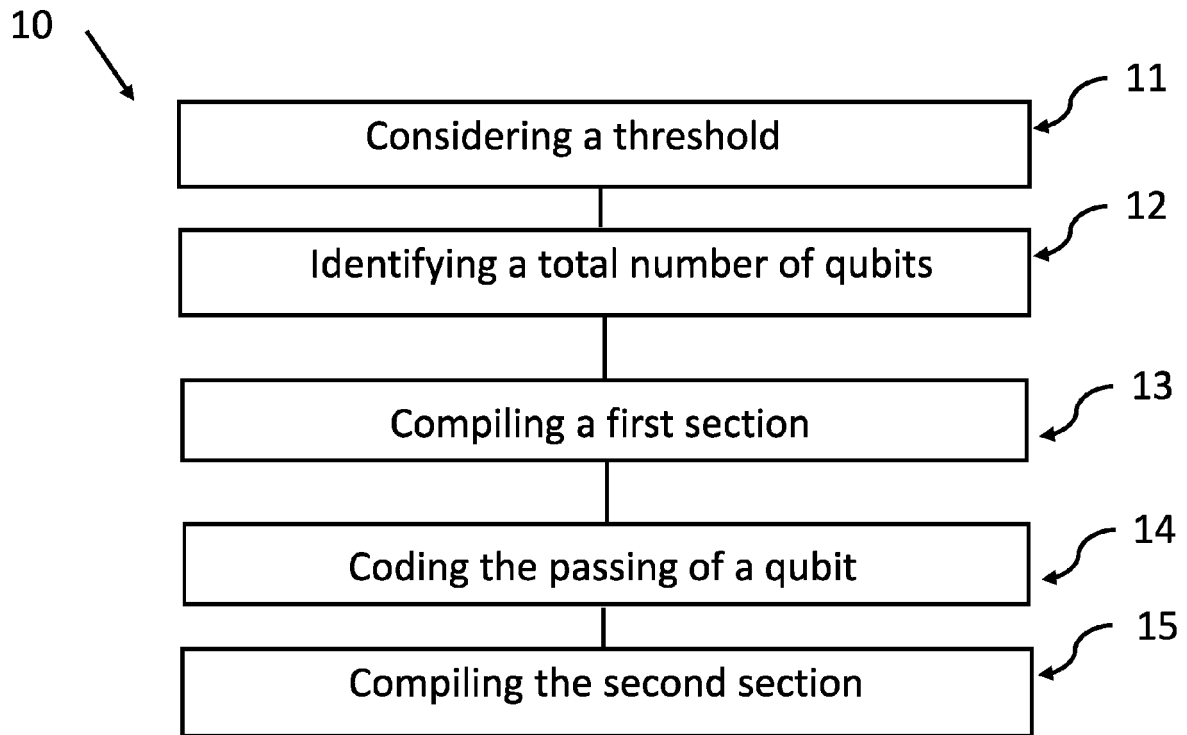 10
11
Considering a threshold
12
Identifying a total number of qubits
13
Compiling a first section
14
Coding the passing of a qubit
15
Compiling the second section